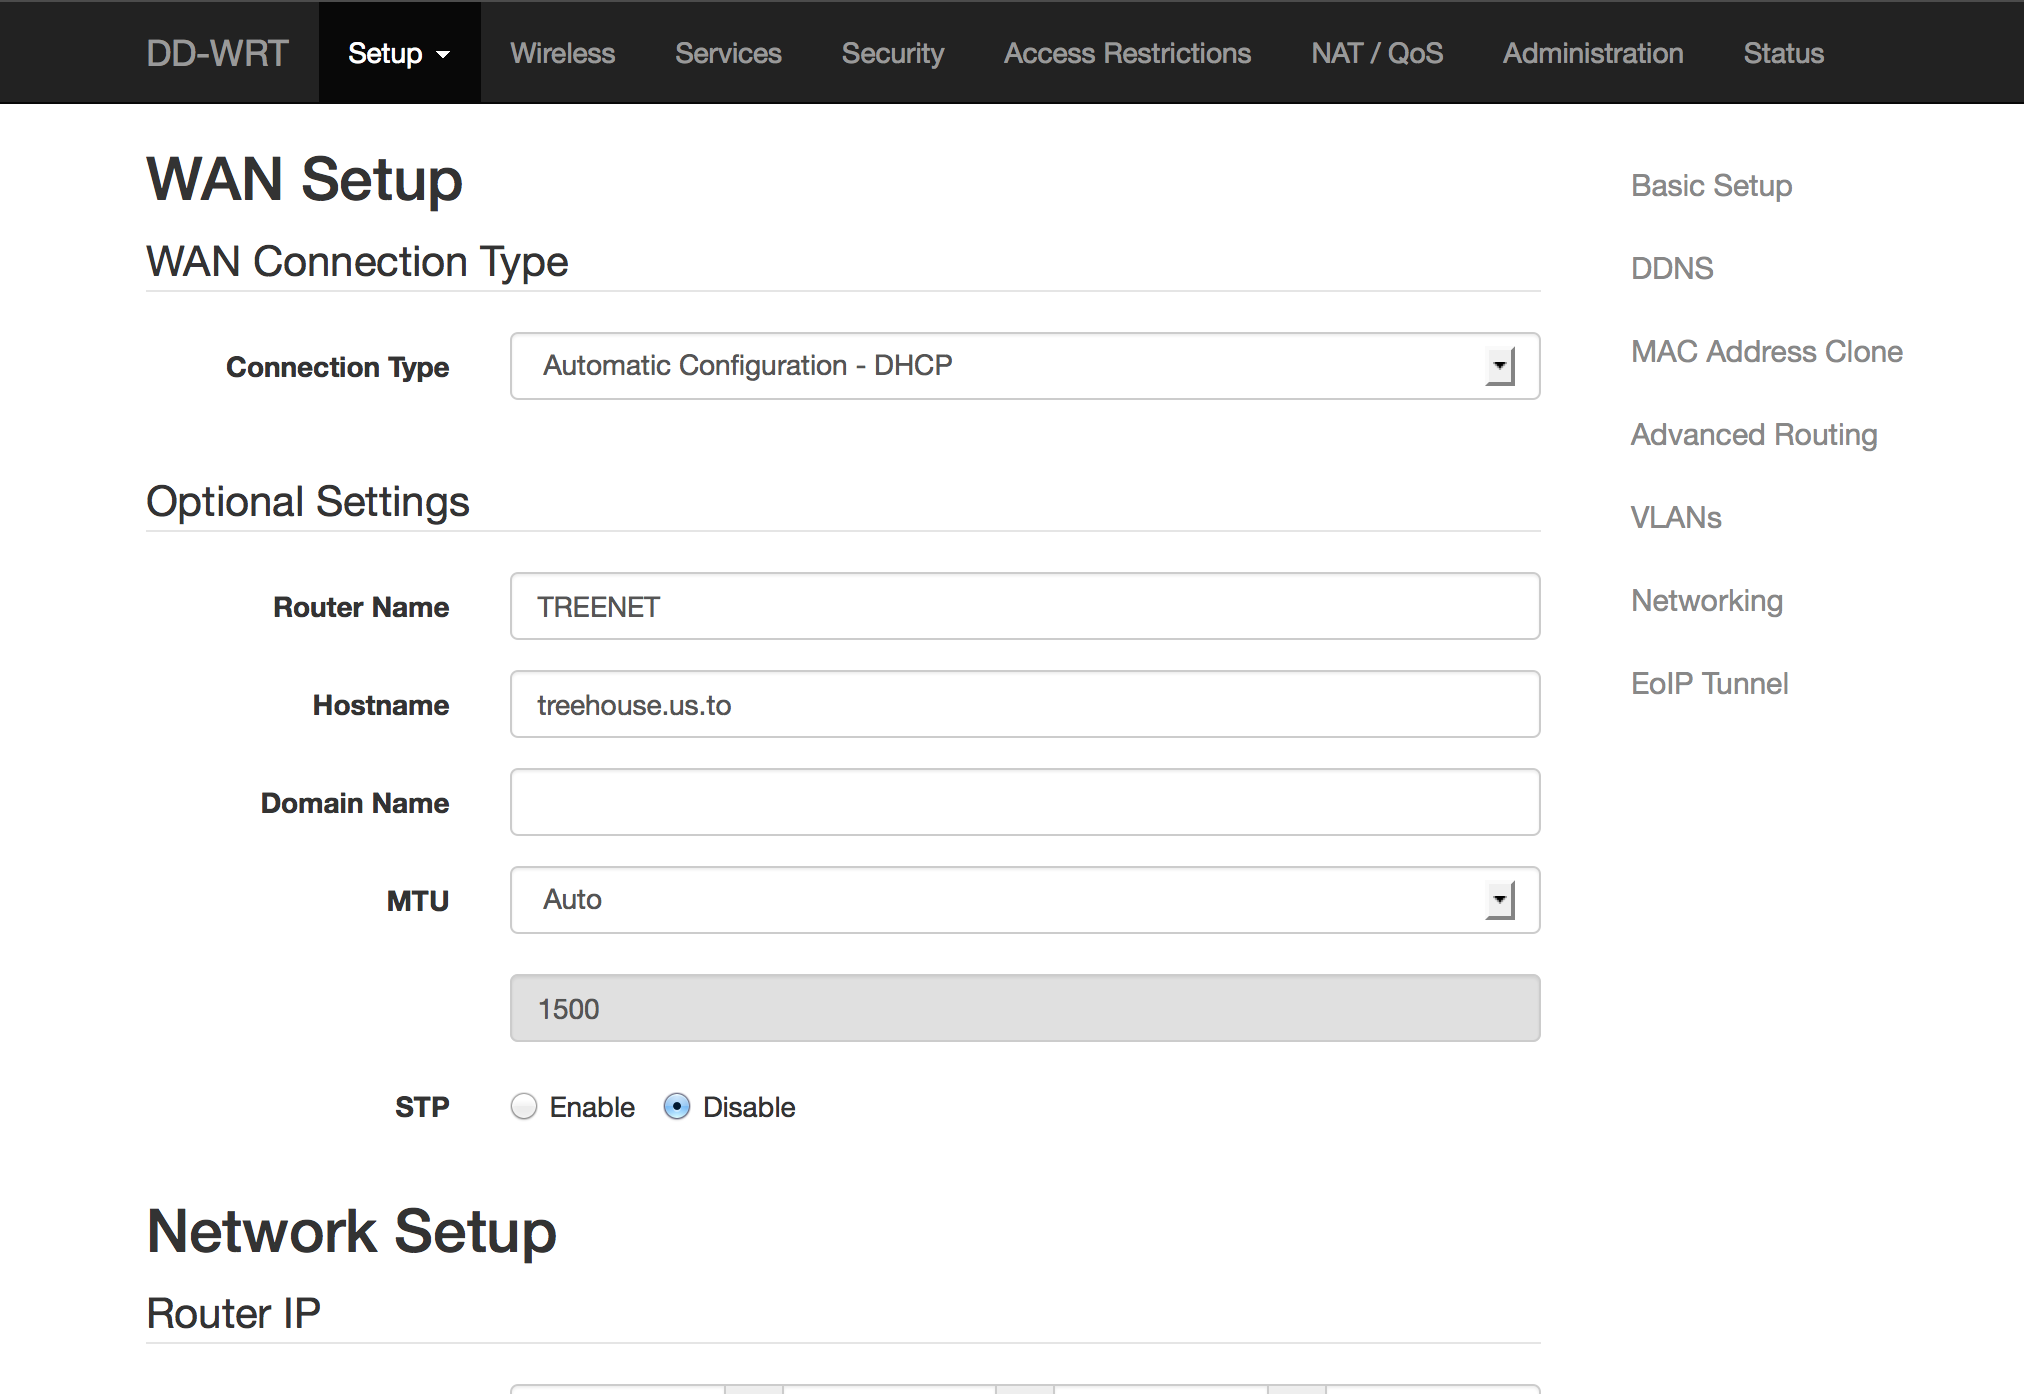 DD-WRT Setup Wireless Services Security Access Restrictions NAT / QoS Administration Status
WAN Setup
WAN Connection Type
Connection Type Automatic Configuration - DHCP
Optional Settings
Router Name TREENET
Hostname treehouse.us.to
Domain Name
MTU Auto
1500
STP Enable Disable
Network Setup
Router IP
Basic Setup
DDNS
MAC Address Clone
Advanced Routing
VLANs
Networking
EoIP Tunnel